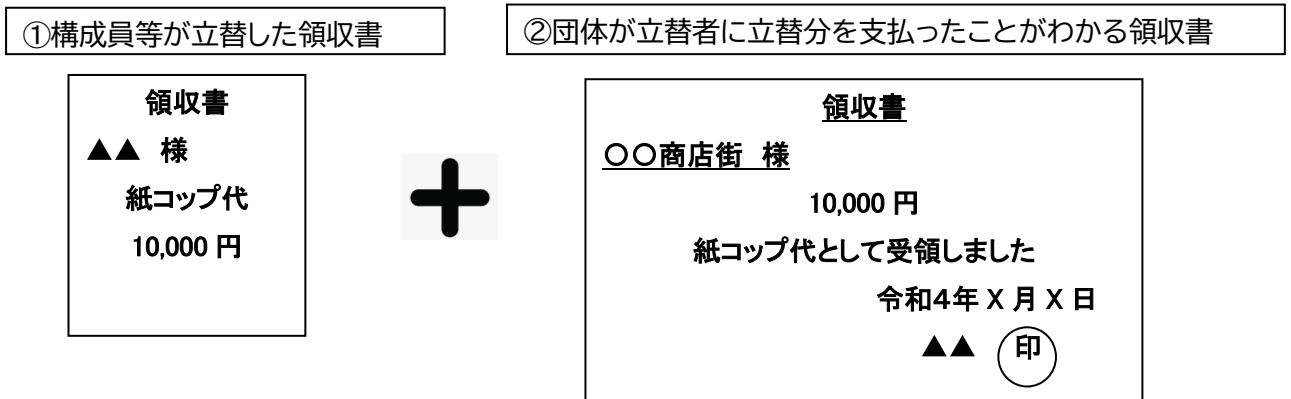 ①構成員等が立替した領収書
②団体が立替者に立替分を支払ったことがわかる領収書
領収書
▲▲ 様
紙コップ代
10,000 円
領収書
〇〇商店街 様
10,000 円
紙コップ代として受領しました
令和4年 X 月 X 日
▲▲ 印